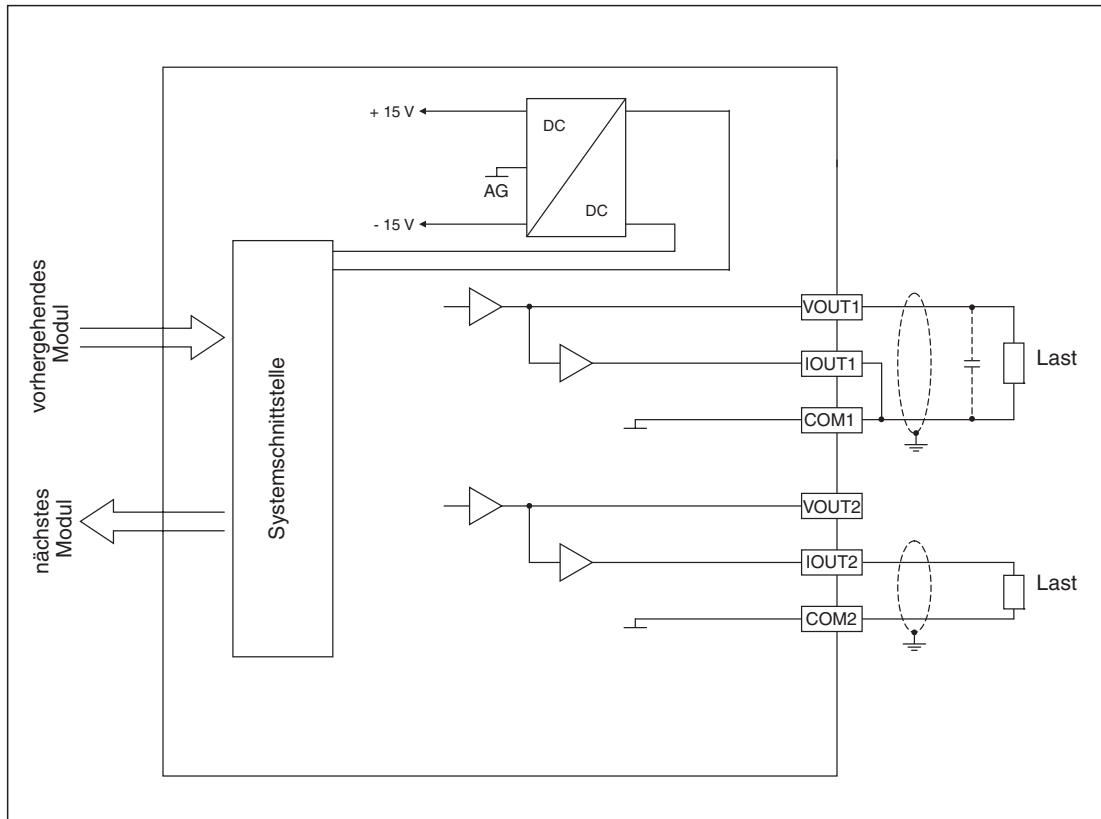 + 15 V
DC
AG
DC
- 15 V
vorhergehendes
Modul
nächstes
Modul
Systemschnittstelle
VOUT1
IOUT1
Last
COM1
VOUT2
IOUT2
Last
COM2